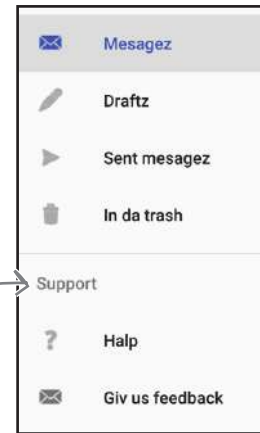 Mesagez
Draftz
Sent mesagez
In da trash
Support
Halp
Giv us feedback